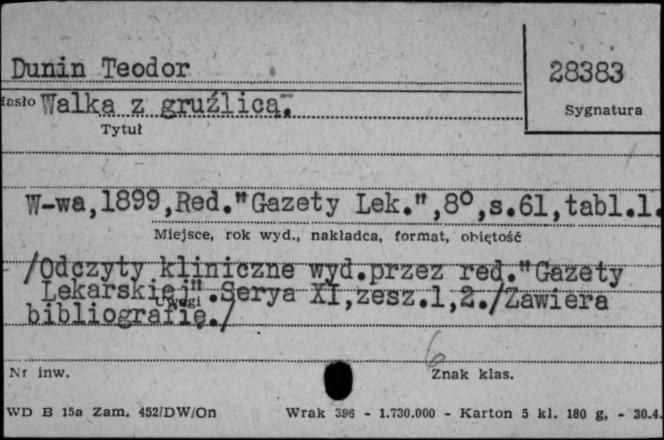 Dunin Teodor
28383
Hasło Walka z gruźlicą.
Sygnatura
Tytuł
W-wa,1899,Red."Gazety Lek.",8°,s.61,tabl.1.
Miejsce, rok wyd., nakładca, format, objętość
/Odczyty kliniczne wyd.przez red."Gazety
Lekarskiej".Serya XI,zesz.1,2./Zawiera
Uwagi
bibliografię./
6
Nr inw.
Znak klas.
WD B 15a Zam. 452/DW/On Wrak 396 - 1.730.000 - Karton 5 kl. 180 g, - 30.4.